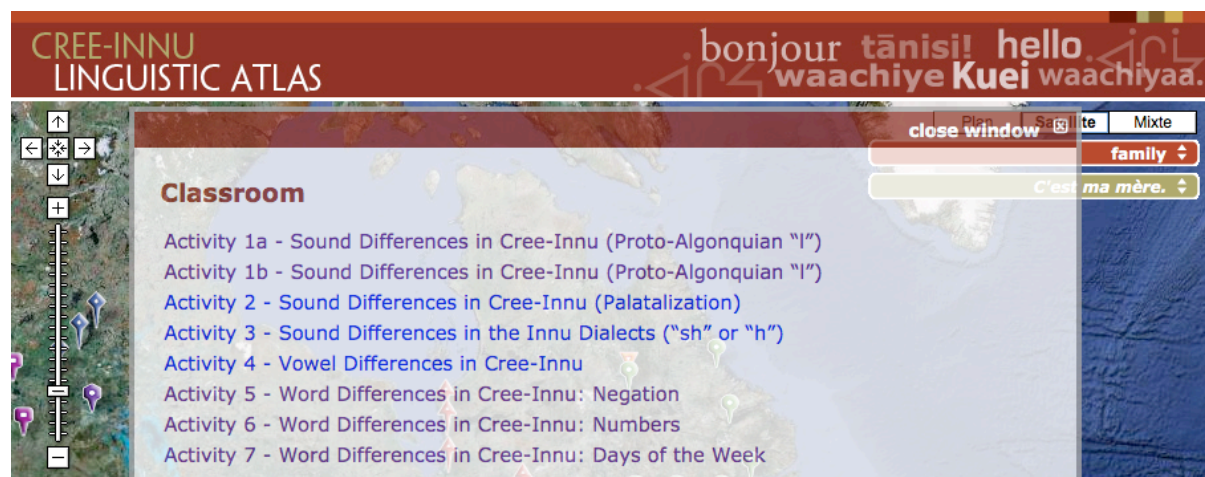 CREE-INNU
LINGUISTIC ATLAS
bonjour tānisi! hello
waachiye Kuei waachiyaa.
close window
Plan Satellite Mixte
family
C'est ma mère.
Classroom
Activity 1a - Sound Differences in Cree-Innu (Proto-Algonquian “l”)
Activity 1b - Sound Differences in Cree-Innu (Proto-Algonquian “l”)
Activity 2 - Sound Differences in Cree-Innu (Palatalization)
Activity 3 - Sound Differences in the Innu Dialects (“sh” or “h”)
Activity 4 - Vowel Differences in Cree-Innu
Activity 5 - Word Differences in Cree-Innu: Negation
Activity 6 - Word Differences in Cree-Innu: Numbers
Activity 7 - Word Differences in Cree-Innu: Days of the Week